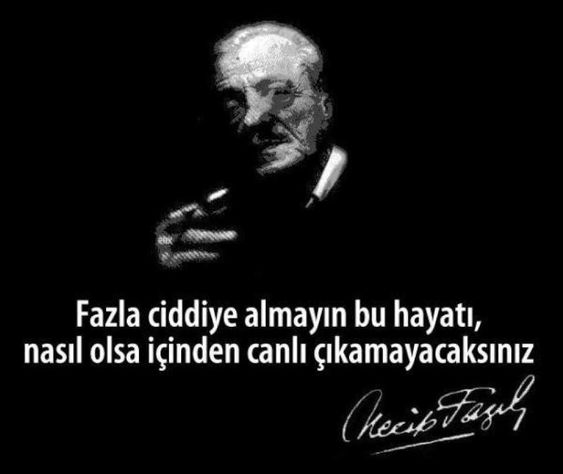 Fazla ciddiye almayın bu hayatı,
nasıl olsa içinden canlı çıkamayacaksınız
Necip Fazıl